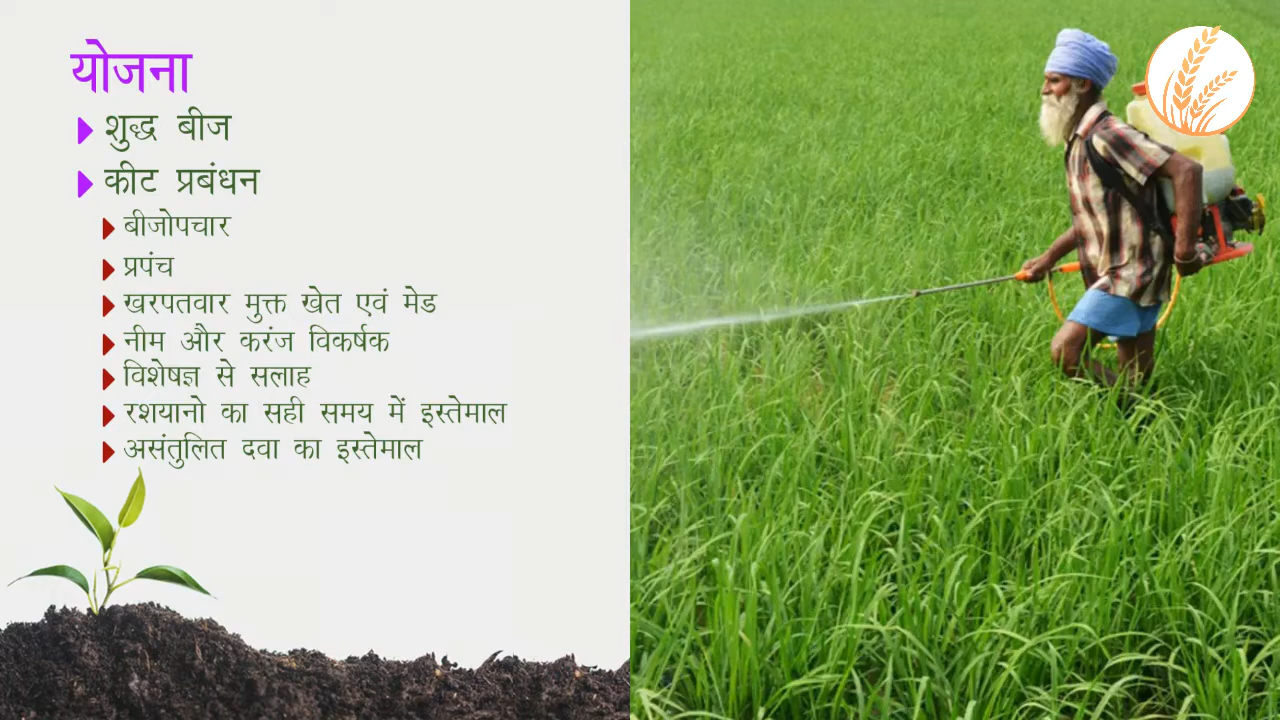 योजना
शुद्ध बीज
कीट प्रबंधन
बीजोपचार
प्रपंच
खरपतवार मुक्त खेत एवं मेड
नीम और करंज विकर्षक
विशेषज्ञ से सलाह
रशयानो का सही समय में इस्तेमाल
असंतुलित दवा का इस्तेमाल